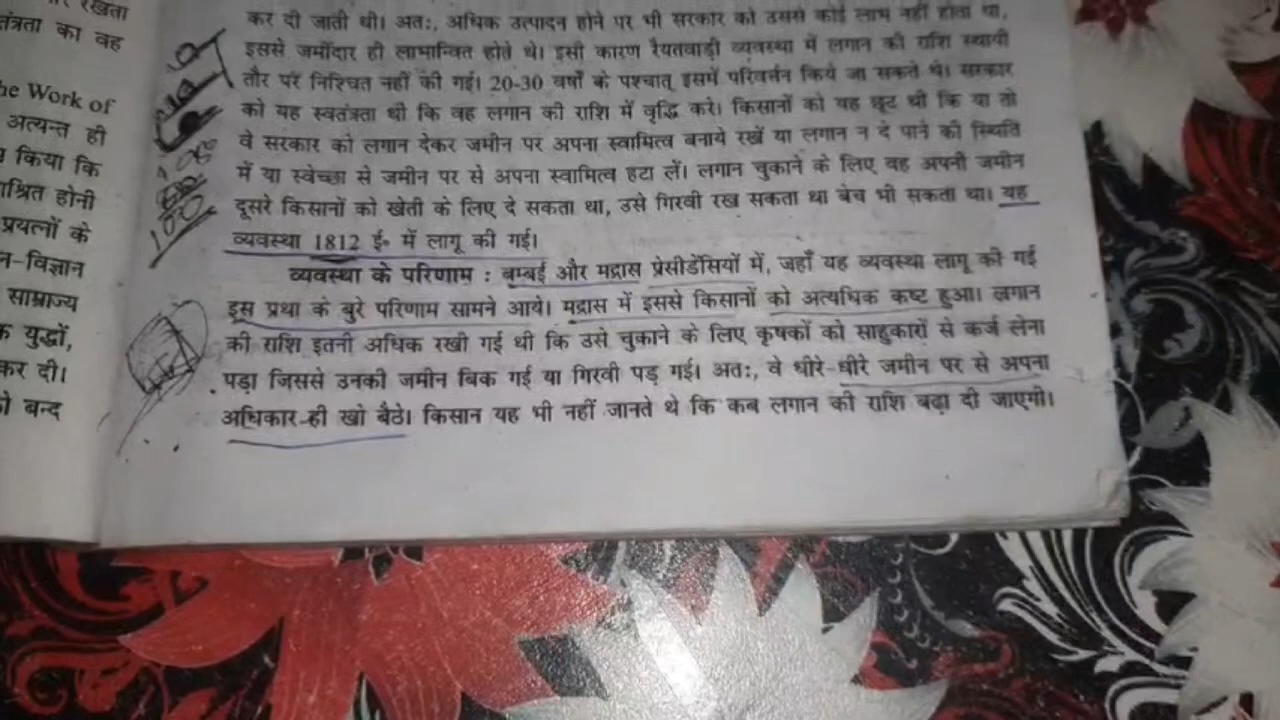 रखता
तंत्रता का वह
he Work of
अत्यन्त ही
किया कि
श्रित होनी
प्रयत्नों के
न-विज्ञान
साम्राज्य
क युद्धों,
कर दी।
बन्द
कर दी जाती थी। अतः, अधिक उत्पादन होने पर भी सरकार को उससे कोई लाभ नहीं होता था,
इससे जमींदार ही लाभान्वित होते थे। इसी कारण रैयतवाड़ी व्यवस्था में लगान की राशि स्थायी
तौर पर निश्चित नहीं की गई। 20-30 वर्षों के पश्चात् इसमें परिवर्त्तन किये जा सकते थे। सरकार
को यह स्वतंत्रता थी कि वह लगान की राशि में वृद्धि करे। किसानों को यह छूट थी कि या तो
वे सरकार को लगान देकर जमीन पर अपना स्वामित्व बनाये रखें या लगान न दे पाने की स्थिति
में या स्वेच्छा से जमीन पर से अपना स्वामित्व हटा लें। लगान चुकाने के लिए वह अपनी जमीन
दूसरे किसानों को खेती के लिए दे सकता था, उसे गिरवी रख सकता था बेच भी सकता था। यह
व्यवस्था 1812 ई० में लागू की गई।
व्यवस्था के परिणाम : बम्बई और मद्रास प्रेसीडेंसियों में, जहाँ यह व्यवस्था लागू की गई
इस प्रथा के बुरे परिणाम सामने आये। मद्रास में इससे किसानों को अत्यधिक कष्ट हुआ। लगान
की राशि इतनी अधिक रखी गई थी कि उसे चुकाने के लिए कृषकों को साहुकारों से कर्ज लेना
पड़ा जिससे उनकी जमीन बिक गई या गिरवी पड़ गई। अतः, वे धीरे-धीरे जमीन पर से अपना
अधिकार ही खो बैठे। किसान यह भी नहीं जानते थे कि कब लगान की राशि बढ़ा दी जाएगी।